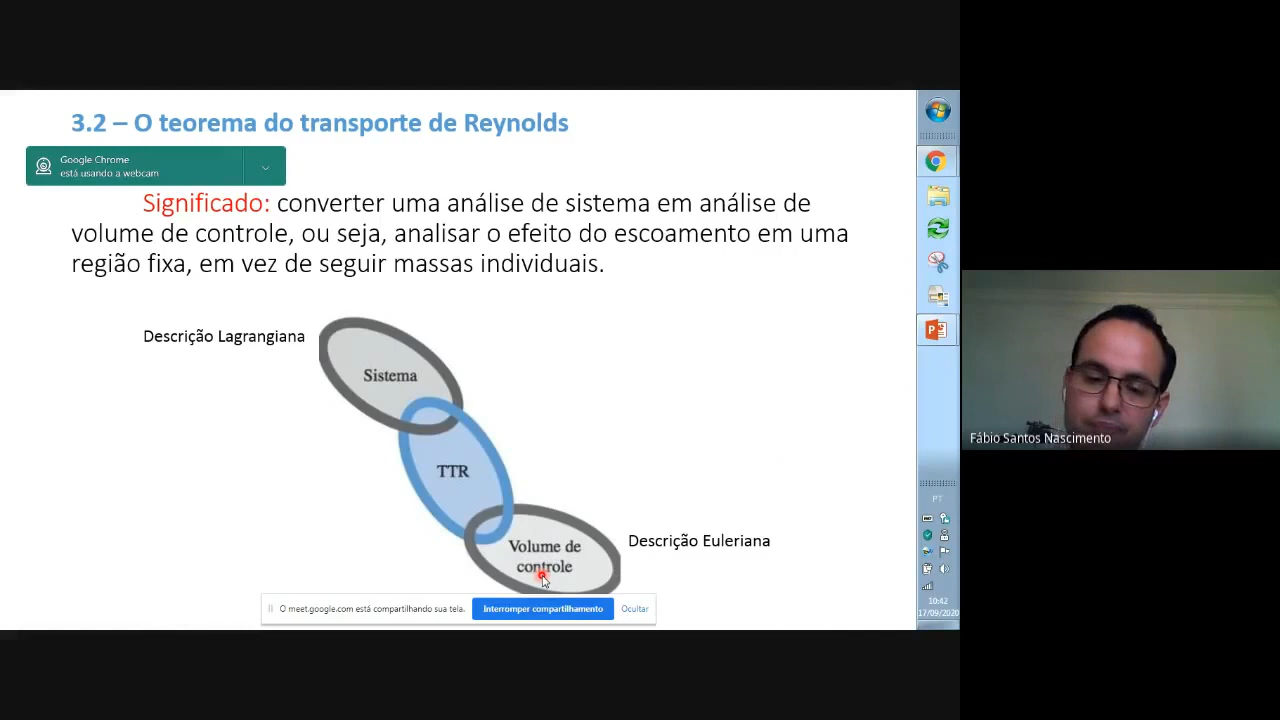 3.2 – O teorema do transporte de Reynolds
Google Chrome
está usando a webcam
Significado: converter uma análise de sistema em análise de
volume de controle, ou seja, analisar o efeito do escoamento em uma
região fixa, em vez de seguir massas individuais.
Descrição Lagrangiana
Sistema
TTR
Volume de
controle
Descrição Euleriana
O meet.google.com está compartilhando sua tela.
Interromper compartilhamento
Ocultar
PT
10:42
17/09/2020
Fábio Santos Nascimento